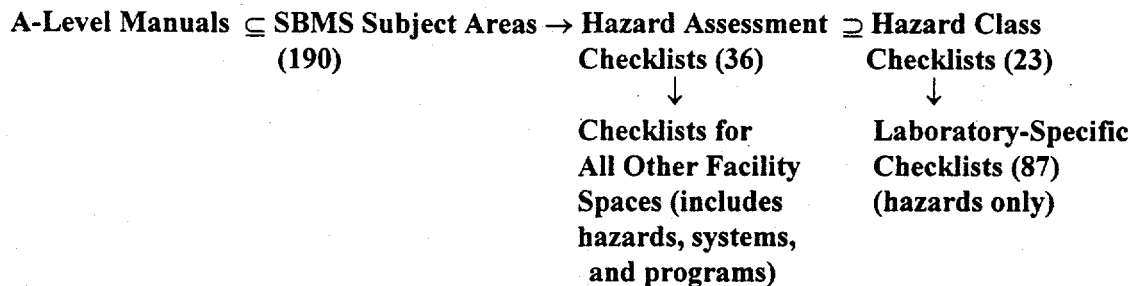 A-Level Manuals ⊆ SBMS Subject Areas → Hazard Assessment ⊇ Hazard Class
(190) Checklists (36) Checklists (23)
↓ ↓
Checklists for Laboratory-Specific
All Other Facility Checklists (87)
Spaces (includes (hazards only)
hazards, systems,
and programs)